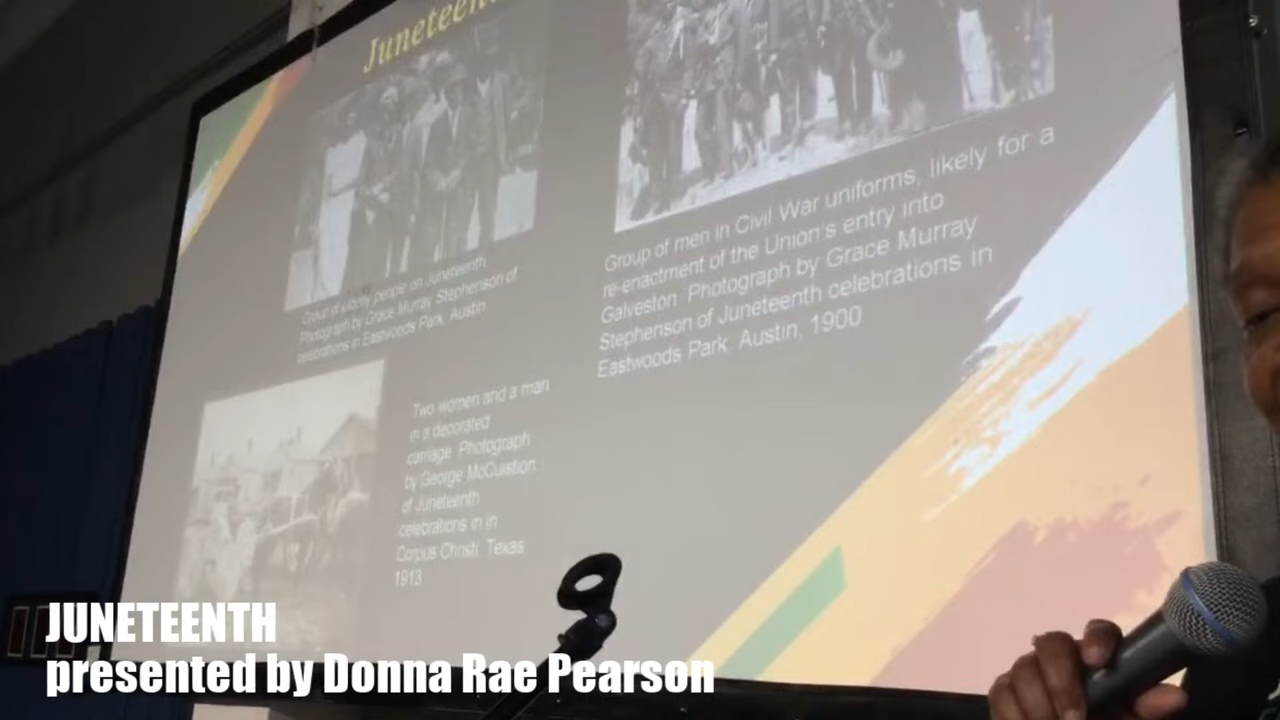 Juneteenth
Group of elderly people on Juneteenth.
Photograph by Grace Murray Stephenson of
celebrations in Eastwoods Park, Austin
Group of men in Civil War uniforms, likely for a
re-enactment of the Union's entry into
Galveston. Photograph by Grace Murray
Stephenson of Juneteenth celebrations in
Eastwoods Park, Austin, 1900
Two women and a man
in a decorated
carriage. Photograph
by George McCuistion
of Juneteenth
celebrations in in
Corpus Christi, Texas
1913
JUNETEENTH
presented by Donna Rae Pearson